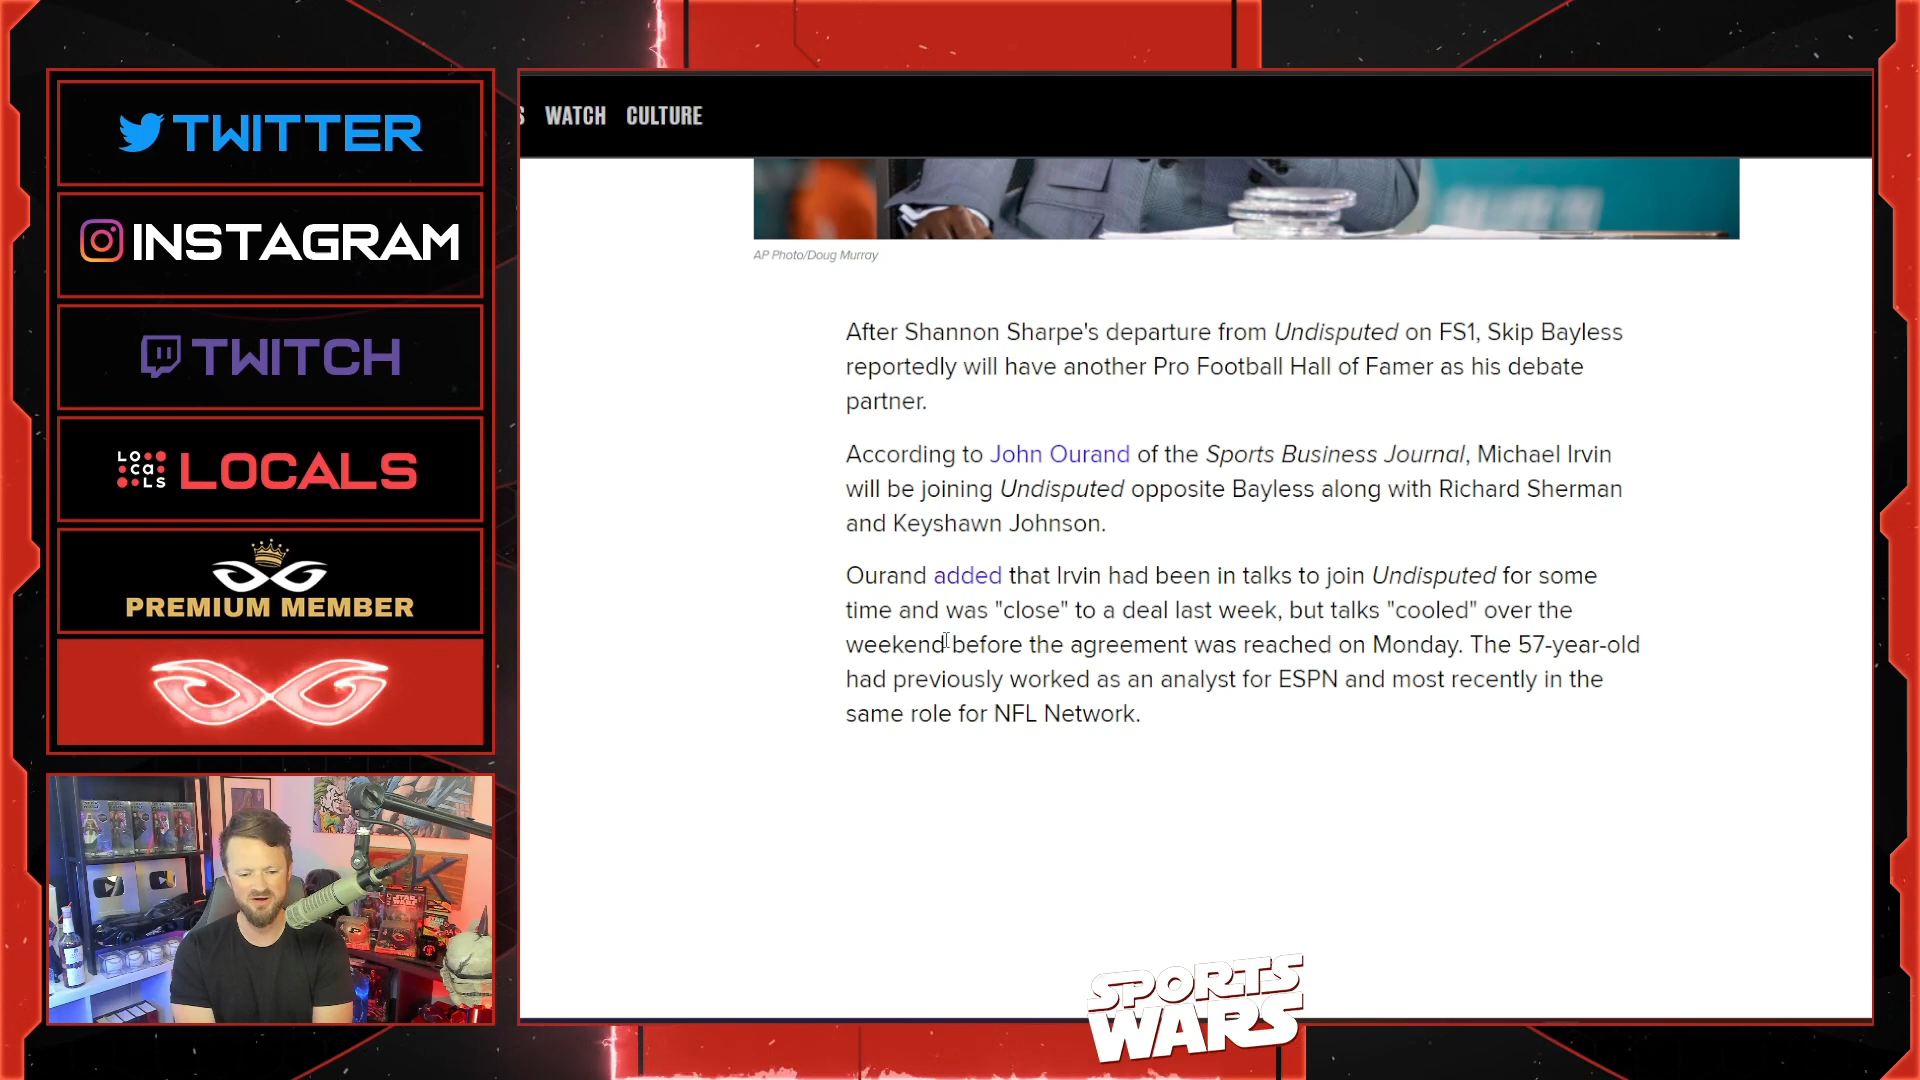 TWITTER
INSTAGRAM
TWITCH
LOCALS
LOCALS
PREMIUM MEMBER
S WATCH CULTURE
AP Photo/Doug Murray
After Shannon Sharpe's departure from Undisputed on FS1, Skip Bayless
reportedly will have another Pro Football Hall of Famer as his debate
partner.
According to John Ourand of the Sports Business Journal, Michael Irvin
will be joining Undisputed opposite Bayless along with Richard Sherman
and Keyshawn Johnson.
Ourand added that Irvin had been in talks to join Undisputed for some
time and was "close" to a deal last week, but talks "cooled" over the
weekend before the agreement was reached on Monday. The 57-year-old
had previously worked as an analyst for ESPN and most recently in the
same role for NFL Network.
STAR
WARS
SPORTS
WARS